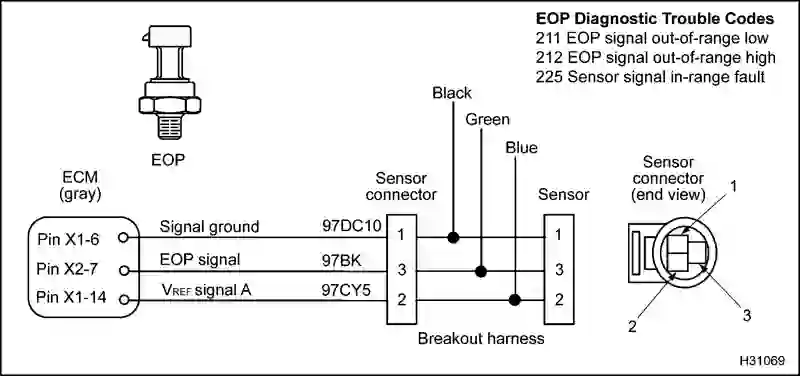 EOP Diagnostic Trouble Codes
211 EOP signal out-of-range low
212 EOP signal out-of-range high
225 Sensor signal in-range fault
EOP
Black
Green
Blue
ECM
(gray)
Sensor
connector
Sensor
Sensor
connector
(end view)
1
Pin X1-6
Signal ground
97DC10
1
1
Pin X2-7
EOP signal
97BK
3
3
Pin X1-14
VREF signal A
97CY5
2
2
2
3
Breakout harness
H31069